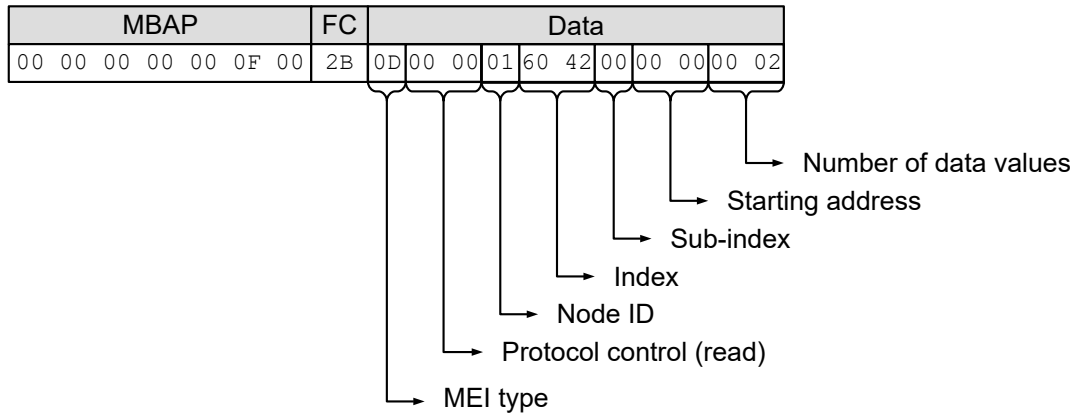 MBAP FC Data
00 00 00 00 00 0F 00 2B 0D 00 00 01 60 42 00 00 00 00 02
Number of data values
Starting address
Sub-index
Index
Node ID
Protocol control (read)
MEI type